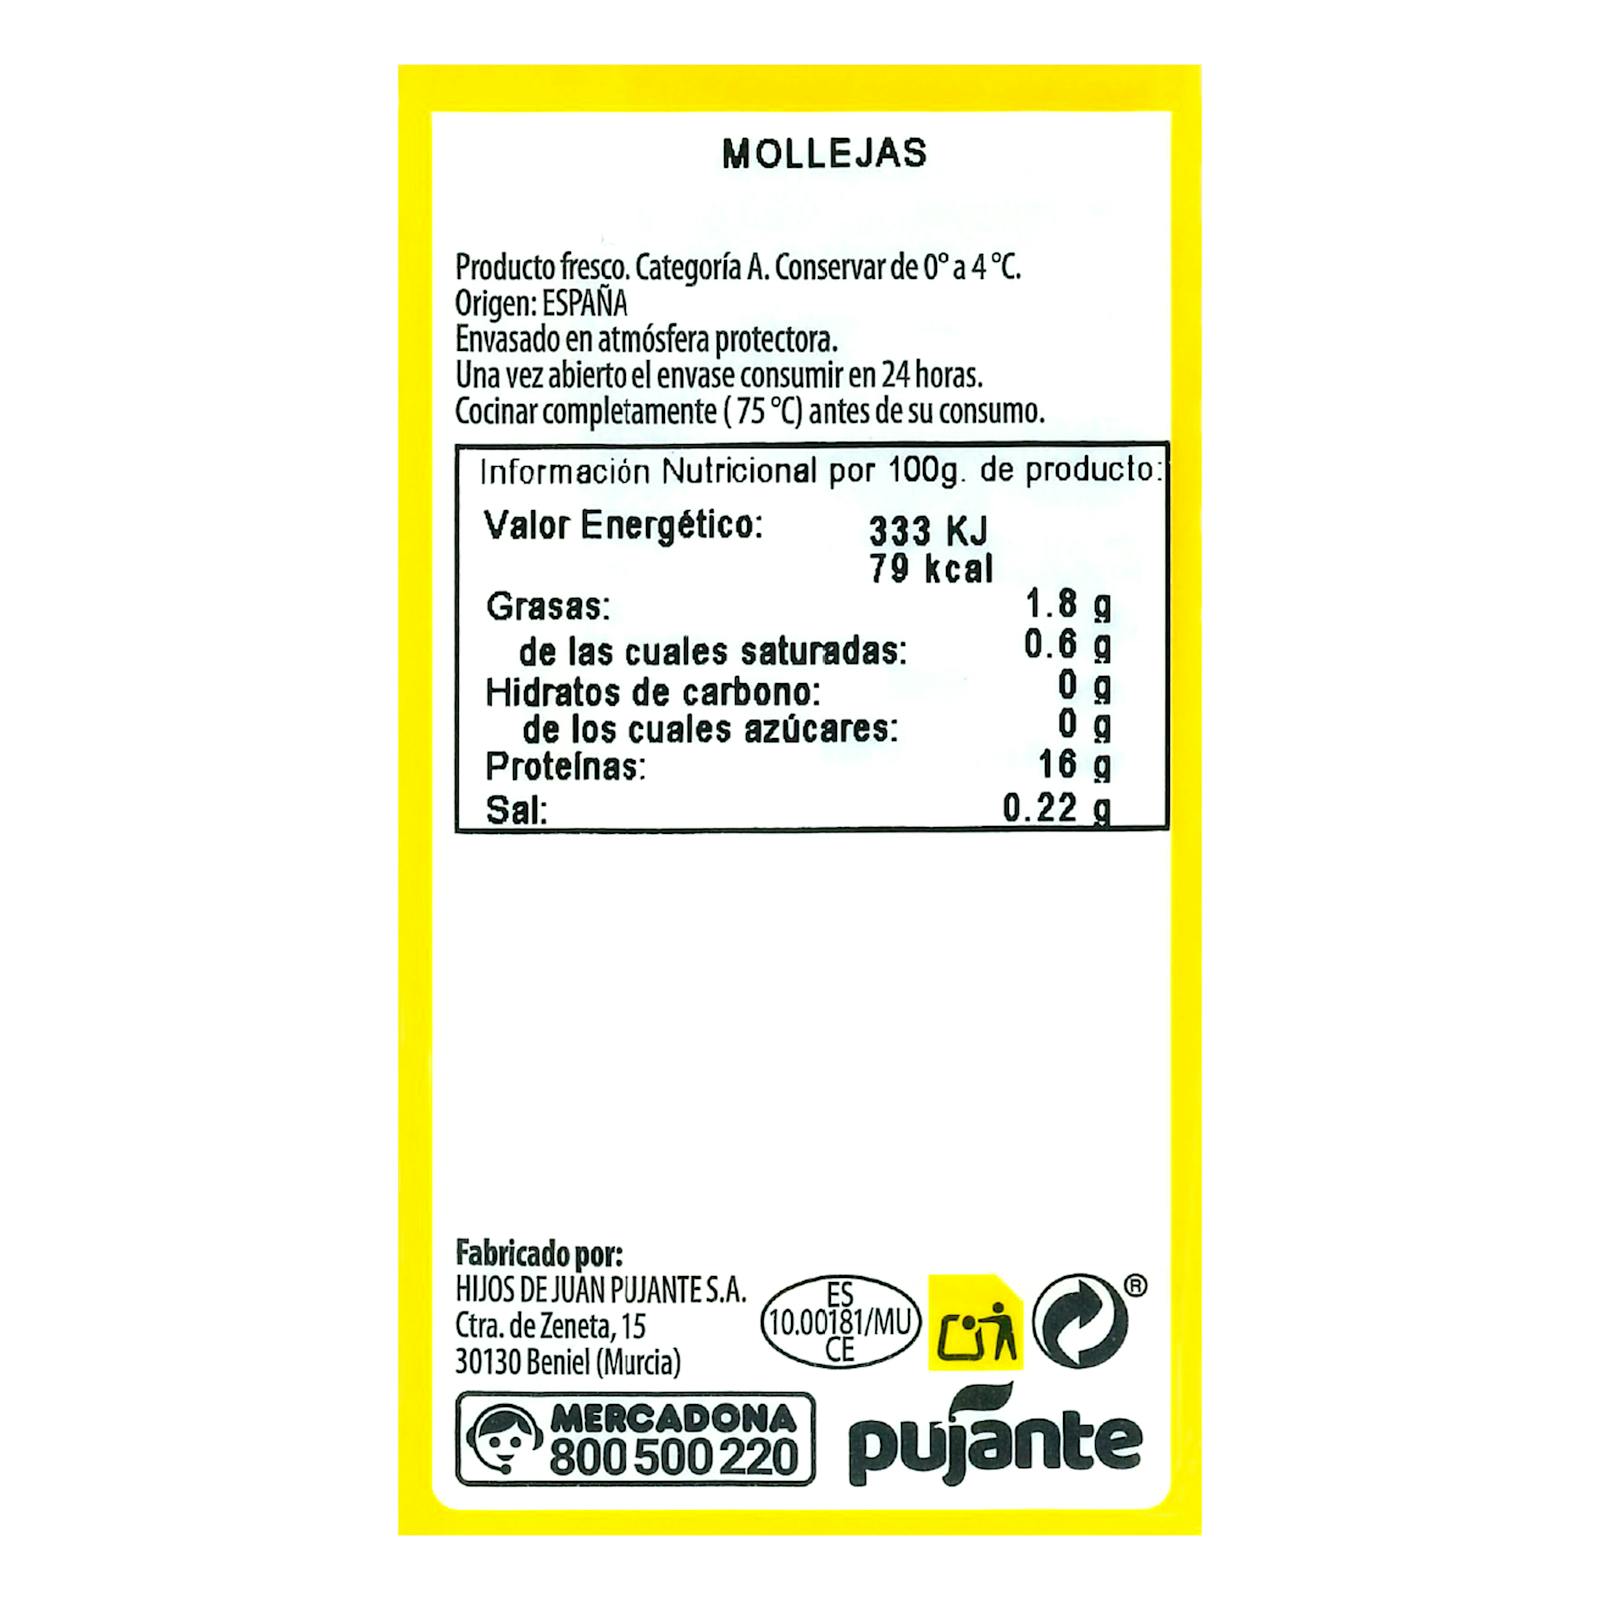 MOLLEJAS
Producto fresco. Categoría A. Conservar de 0° a 4 °C.
Origen: ESPAÑA
Envasado en atmósfera protectora.
Una vez abierto el envase consumir en 24 horas.
Cocinar completamente ( 75 °C) antes de su consumo.
Información Nutricional por 100g. de producto:
Valor Energético: 333 KJ
79 kcal
Grasas: 1.8 g
de las cuales saturadas: 0.6 g
Hidratos de carbono: 0 g
de los cuales azúcares: 0 g
Proteínas: 16 g
Sal: 0.22 g
Fabricado por:
HIJOS DE JUAN PUJANTE S.A.
Ctra. de Zeneta, 15
30130 Beniel (Murcia)
ES
10.00181/MU
CE
®
MERCADONA
800 500 220
pujante